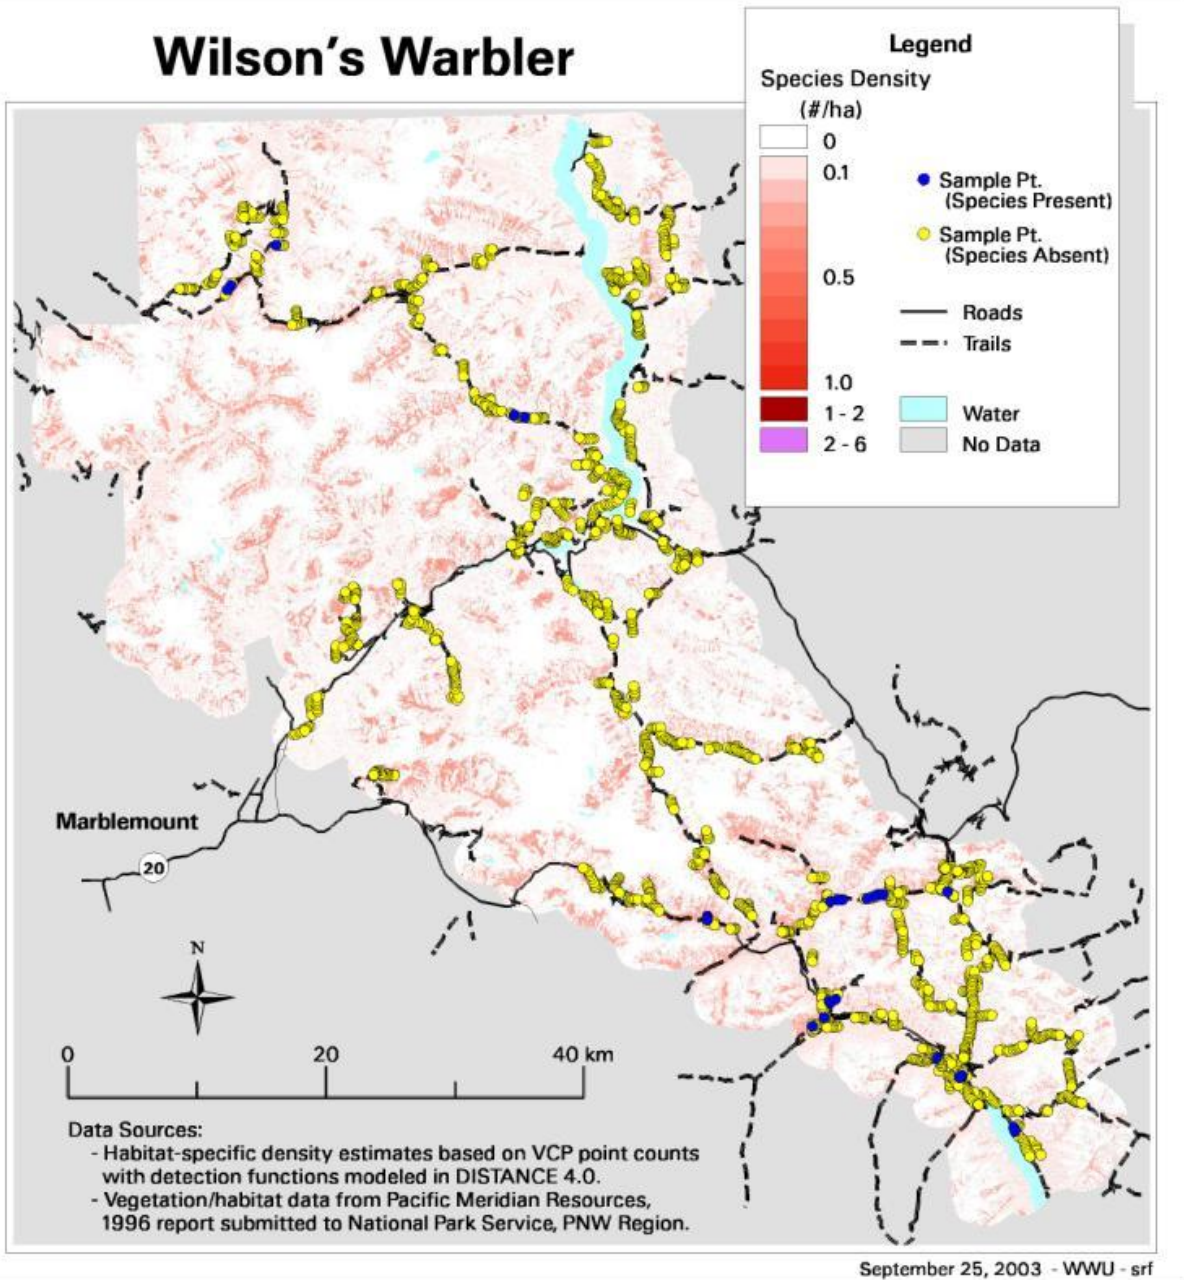 Wilson's Warbler
Legend
Species Density
(#/ha)
0
0.1
0.5
1.0
1 - 2
2 - 6
Sample Pt.
(Species Present)
Sample Pt.
(Species Absent)
Roads
Trails
Water
No Data
Marblemount
20
N
0 20 40 km
Data Sources:
- Habitat-specific density estimates based on VCP point counts
with detection functions modeled in DISTANCE 4.0.
- Vegetation/habitat data from Pacific Meridian Resources,
1996 report submitted to National Park Service, PNW Region.
September 25, 2003 - WWU - srf